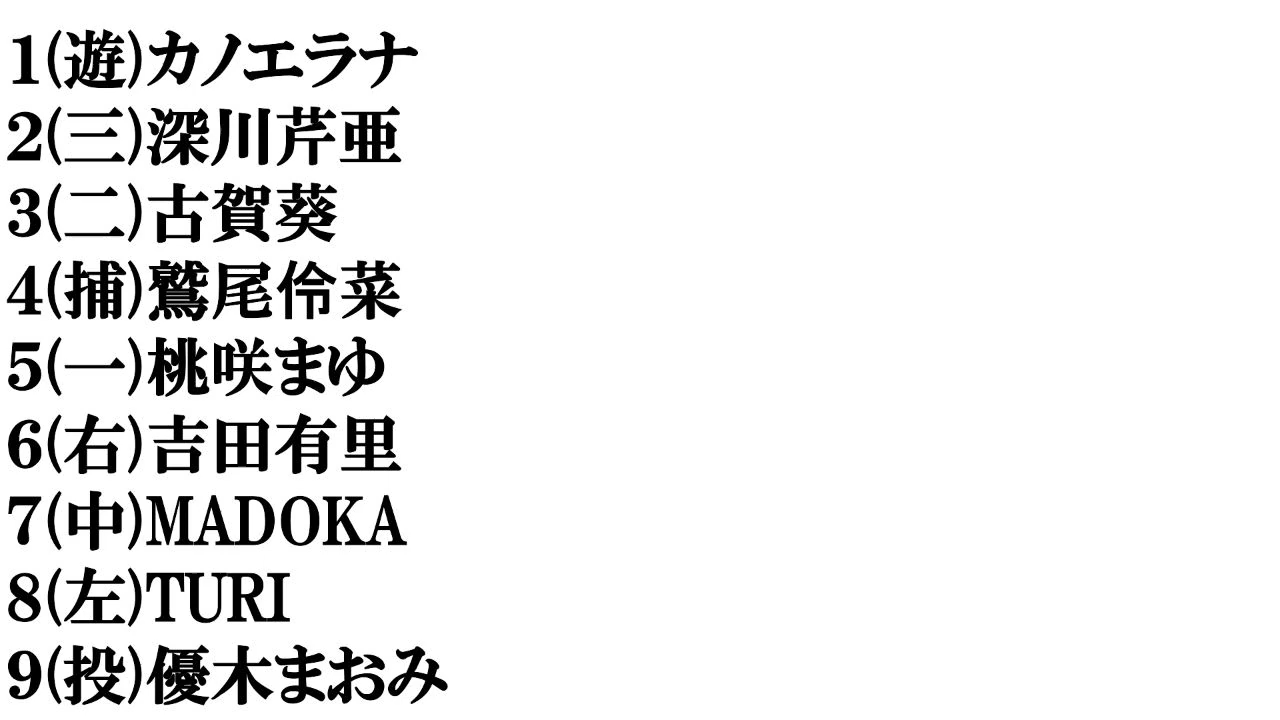 1(遊)カノエラナ
2(三)深川芹亜
3(二)古賀葵
4(捕)鷲尾伶菜
5(一)桃咲まゆ
6(右)吉田有里
7(中)MADOKA
8(左)TURI
9(投)優木まおみ